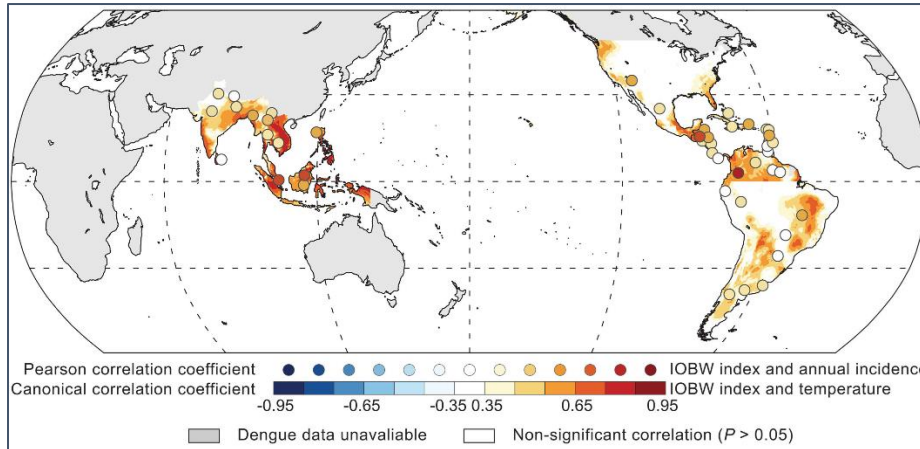 Pearson correlation coefficient IOBW index and annual incidence
Canonical correlation coefficient IOBW index and temperature
-0.95 -0.65 -0.35 0.35 0.65 0.95
Dengue data unavaliable Non-significant correlation (P > 0.05)